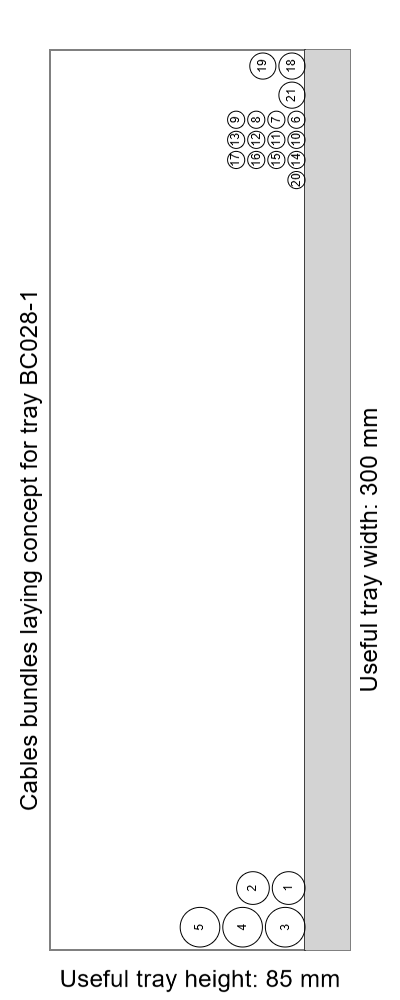 Cables bundles laying concept for tray BC028-1
19 18
21
9 8 7 6
13 12 11 10
17 16 15 14
20
2 1
5 4 3
Useful tray width: 300 mm
Useful tray height: 85 mm